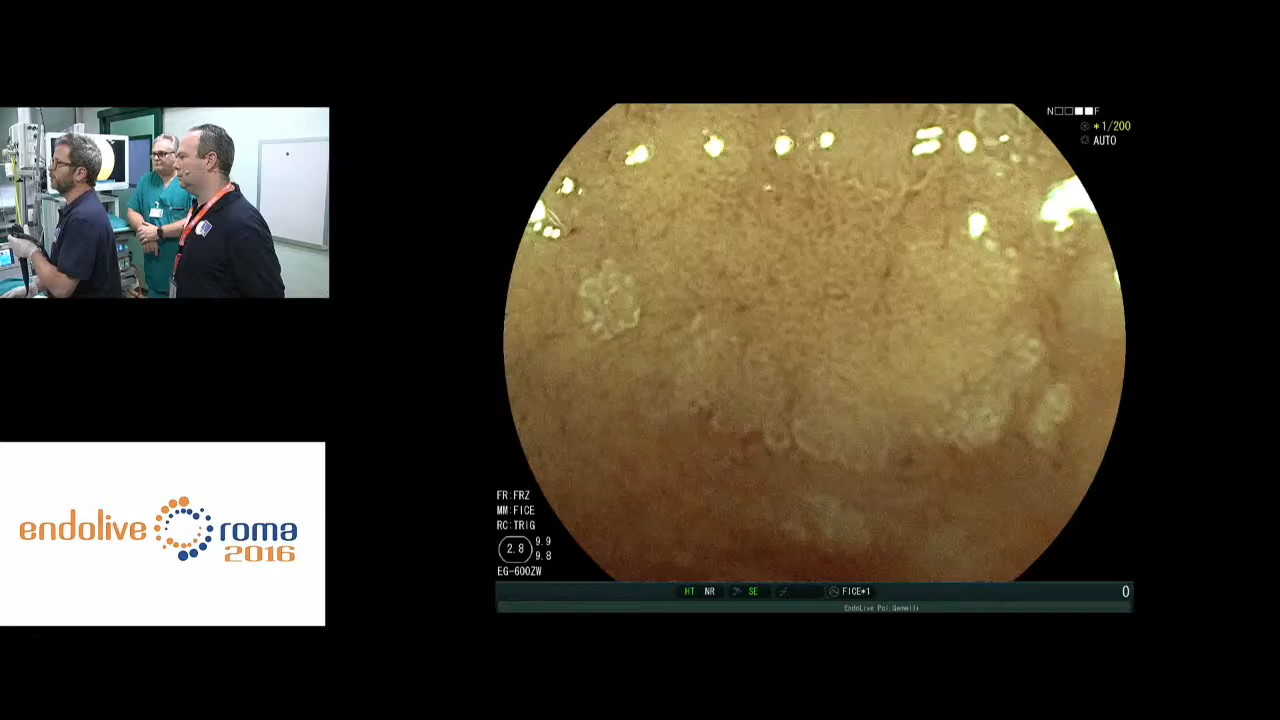 N F
*1/200
AUTO
FR:FRZ
MM:FICE
RC:TRIG
2.8
9.9
9.8
EG-600ZW
HT NR SE FICE*1 0
EndoLive Pol.Gemelli
endolive roma
2016